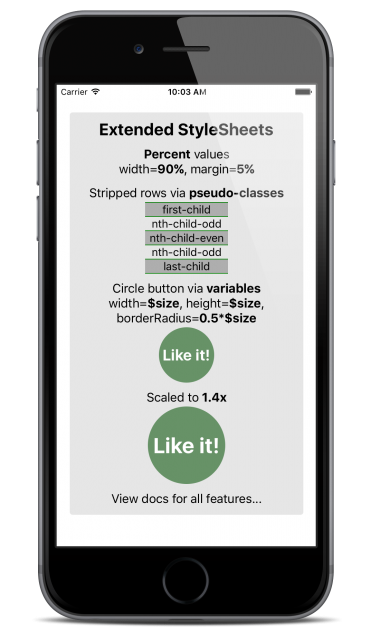 Carrier 10:03 AM
Extended StyleSheets
Percent values
width=90%, margin=5%
Stripped rows via pseudo-classes
first-child
nth-child-odd
nth-child-even
nth-child-odd
last-child
Circle button via variables
width=$size, height=$size,
borderRadius=0.5*$size
Like it!
Scaled to 1.4x
Like it!
View docs for all features...